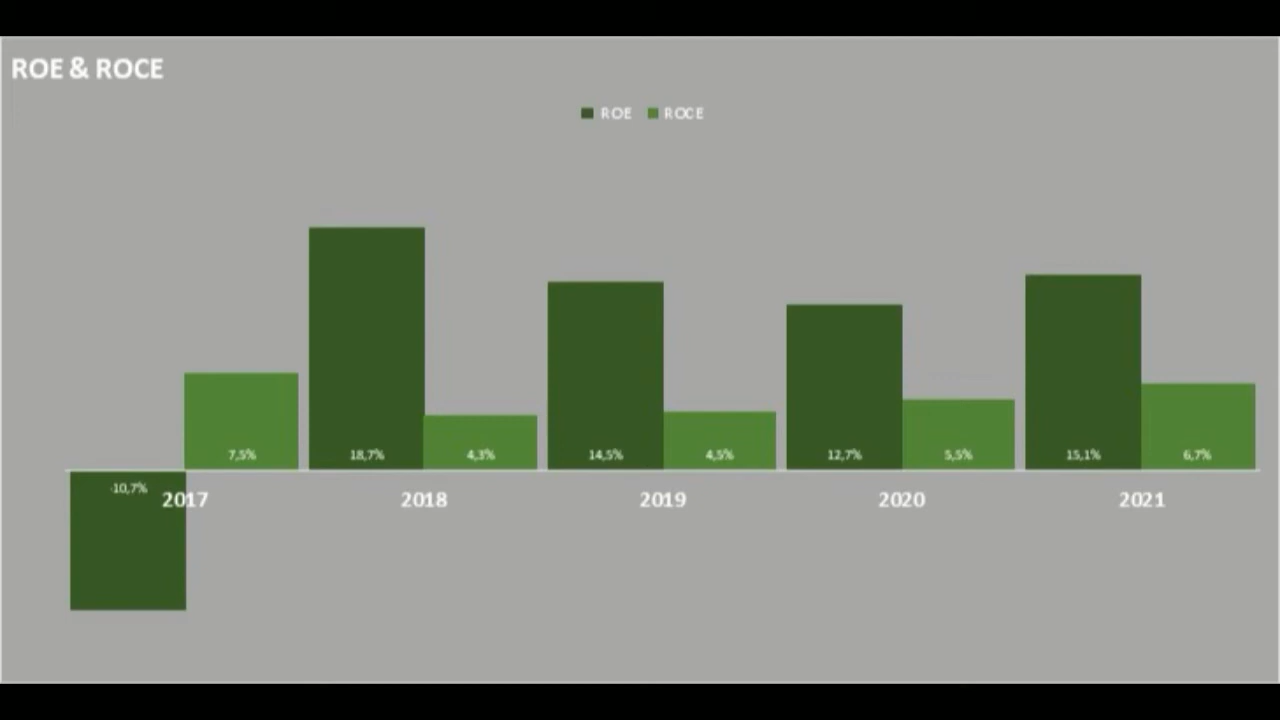 ROE & ROCE
ROE ROCE
7,5% 18,7% 4,3% 14,5% 4,5% 12,7% 5,5% 15,1% 6,7%
-10,7%
2017 2018 2019 2020 2021